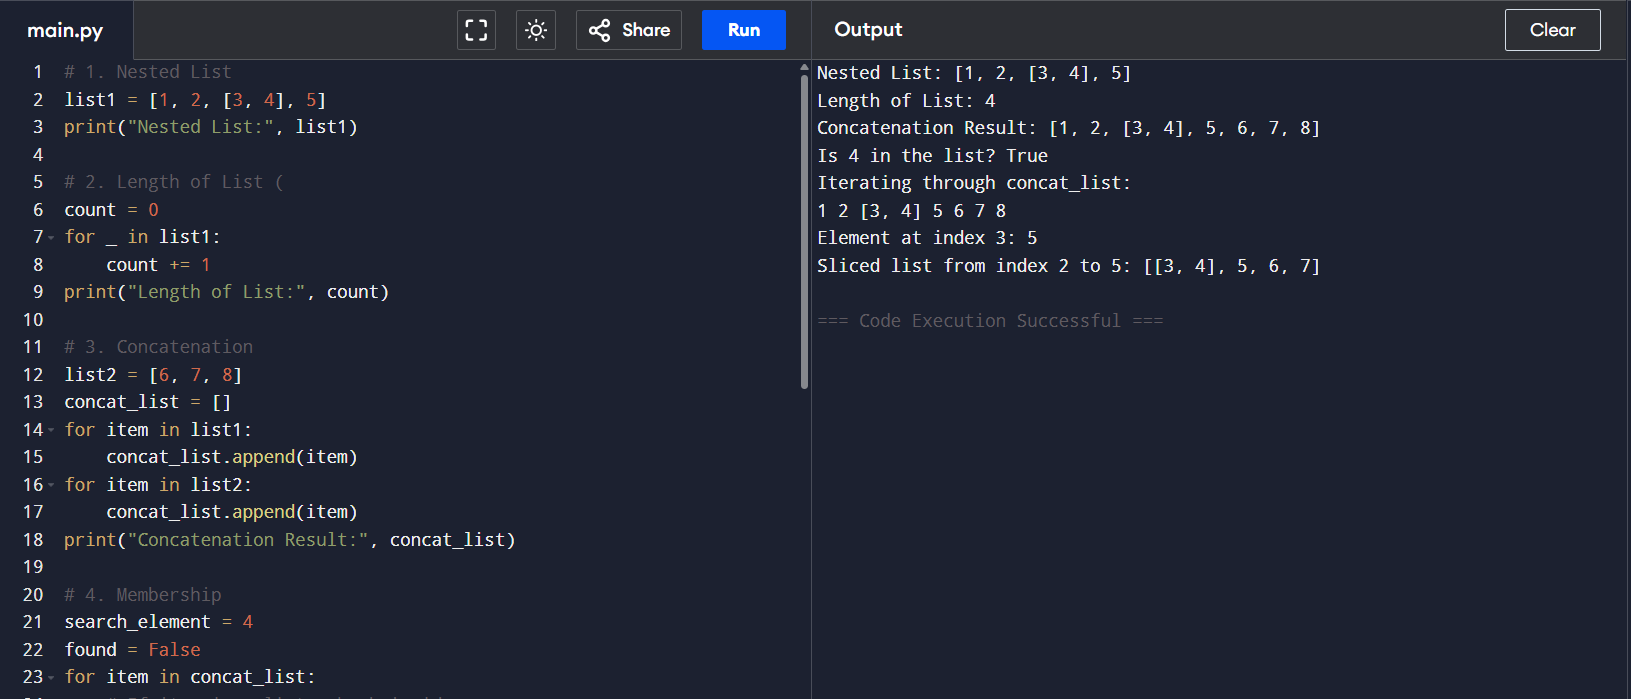 main.py
Share
Run
Output
Clear
1 # 1. Nested List
2 list1 = [1, 2, [3, 4], 5]
3 print("Nested List:", list1)
4
5 # 2. Length of List (
6 count = 0
7 for _ in list1:
8     count += 1
9 print("Length of List:", count)
10
11 # 3. Concatenation
12 list2 = [6, 7, 8]
13 concat_list = []
14 for item in list1:
15     concat_list.append(item)
16 for item in list2:
17     concat_list.append(item)
18 print("Concatenation Result:", concat_list)
19
20 # 4. Membership
21 search_element = 4
22 found = False
23 for item in concat_list:
Nested List: [1, 2, [3, 4], 5]
Length of List: 4
Concatenation Result: [1, 2, [3, 4], 5, 6, 7, 8]
Is 4 in the list? True
Iterating through concat_list:
1 2 [3, 4] 5 6 7 8
Element at index 3: 5
Sliced list from index 2 to 5: [[3, 4], 5, 6, 7]
=== Code Execution Successful ===